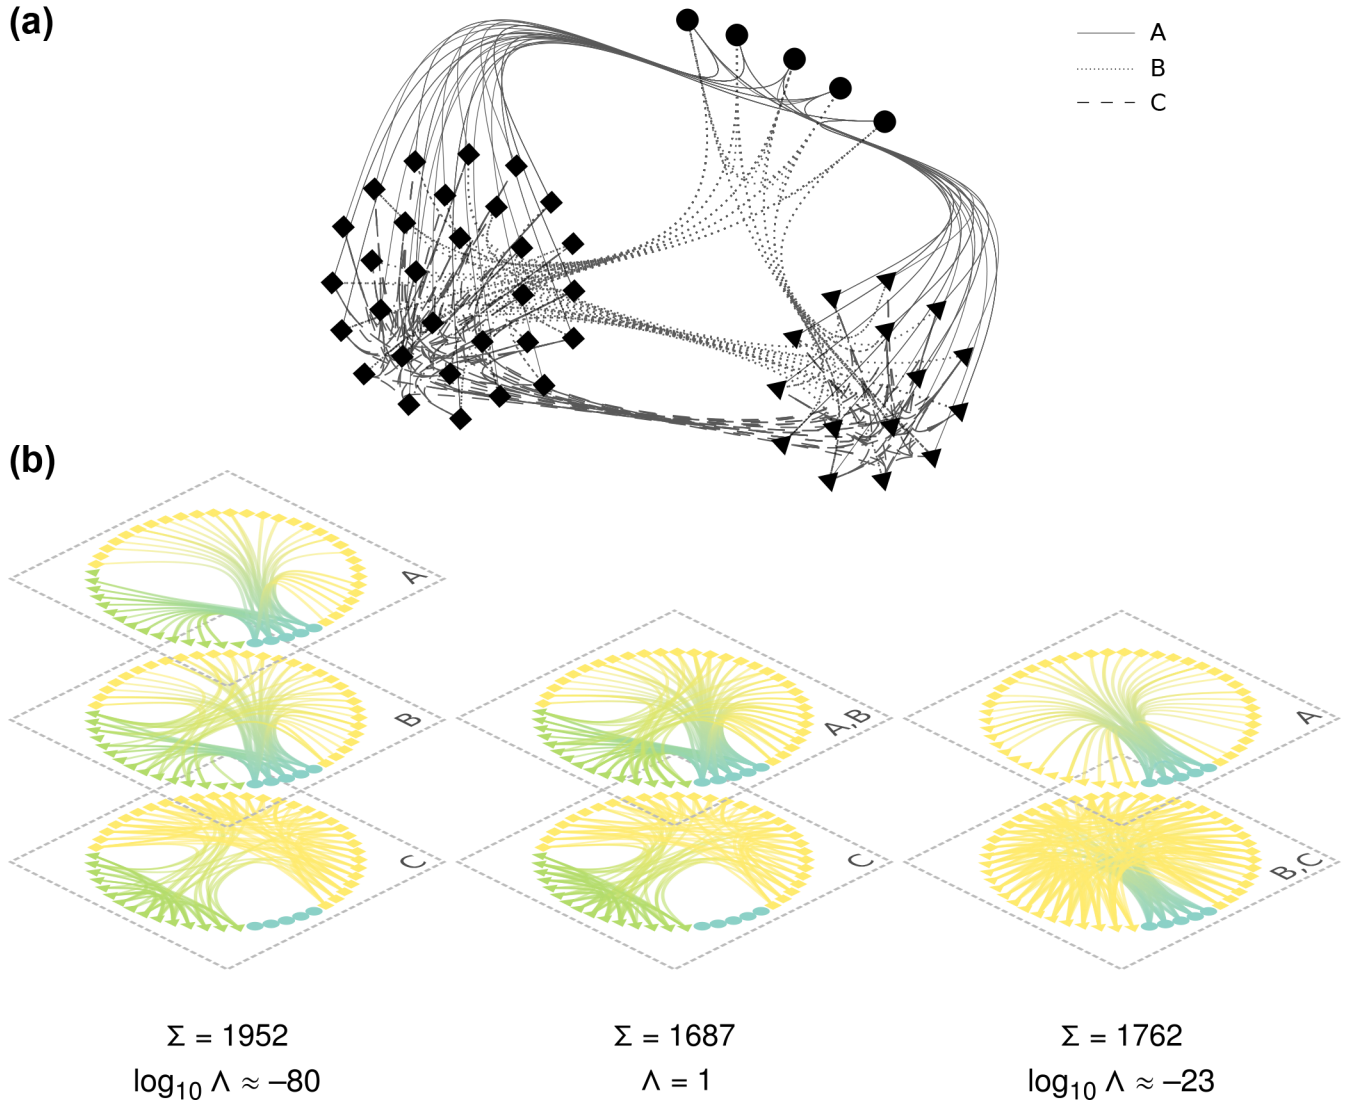 (a)
A
B
C
(b)
A
B
C
A,B
C
A
B,C
Σ = 1952
log10 Λ ≈ –80
Σ = 1687
Λ = 1
Σ = 1762
log10 Λ ≈ –23